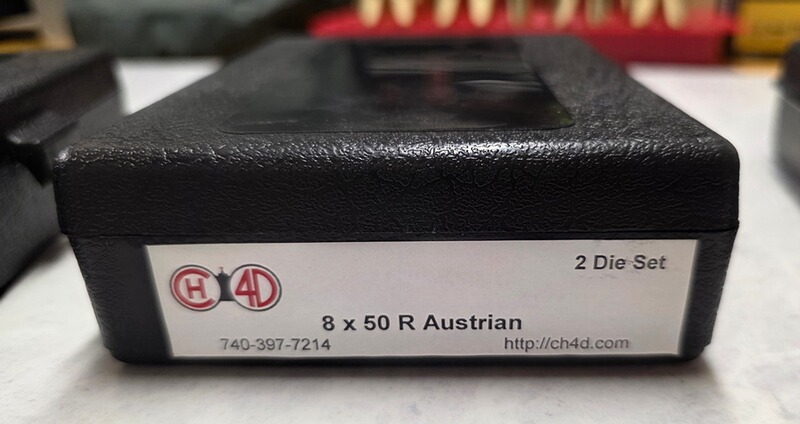 2 Die Set
CH4D
8 x 50 R Austrian
740-397-7214
http://ch4d.com